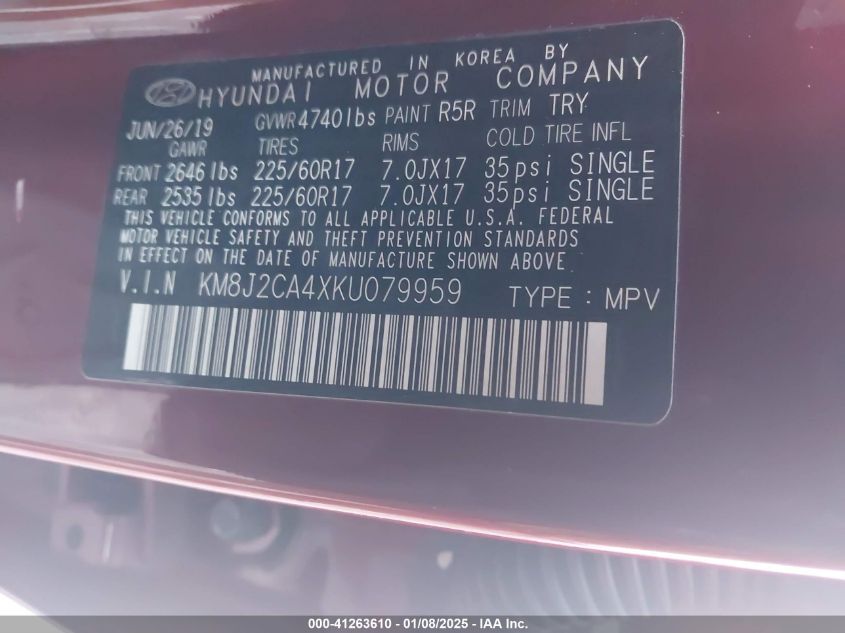 MANUFACTURED IN KOREA BY
HYUNDAI MOTOR COMPANY
JUN/26/19 GVWR 4740lbs PAINT R5R TRIM TRY
GAWR TIRES RIMS COLD TIRE INFL
FRONT 2646 lbs 225/60R17 7.0JX17 35psi SINGLE
REAR 2535 lbs 225/60R17 7.0JX17 35psi SINGLE
THIS VEHICLE CONFORMS TO ALL APPLICABLE U.S.A. FEDERAL
MOTOR VEHICLE SAFETY AND THEFT PREVENTION STANDARDS
IN EFFECT ON THE DATE OF MANUFACTURE SHOWN ABOVE.
V.I.N KM8J2CA4XKU079959 TYPE : MPV
000-41263610 | 01/08/2025 - IAA Inc.